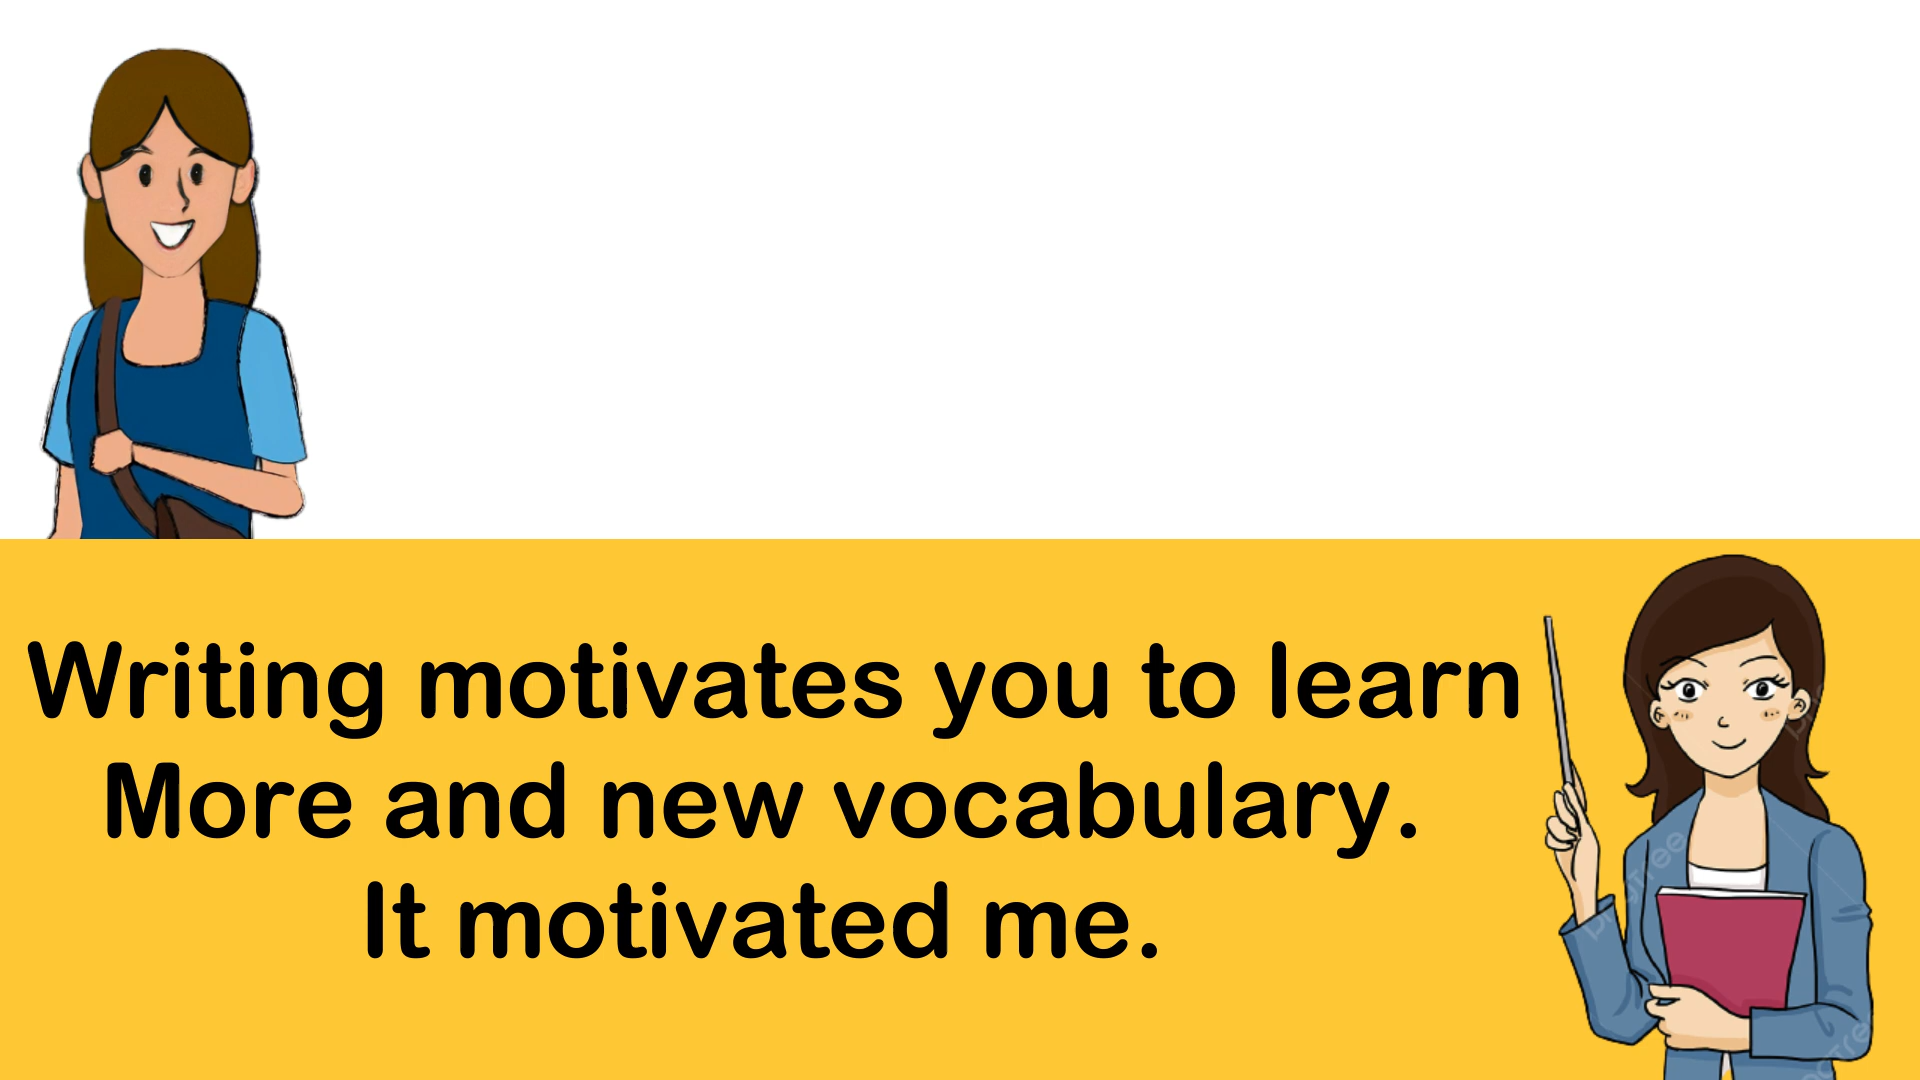 Writing motivates you to learn
More and new vocabulary.
It motivated me.